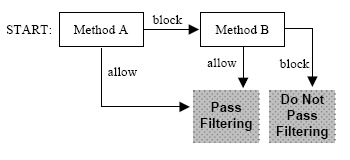 START:
Method A
block
Method B
allow
allow
block
Pass
Filtering
Do Not
Pass
Filtering